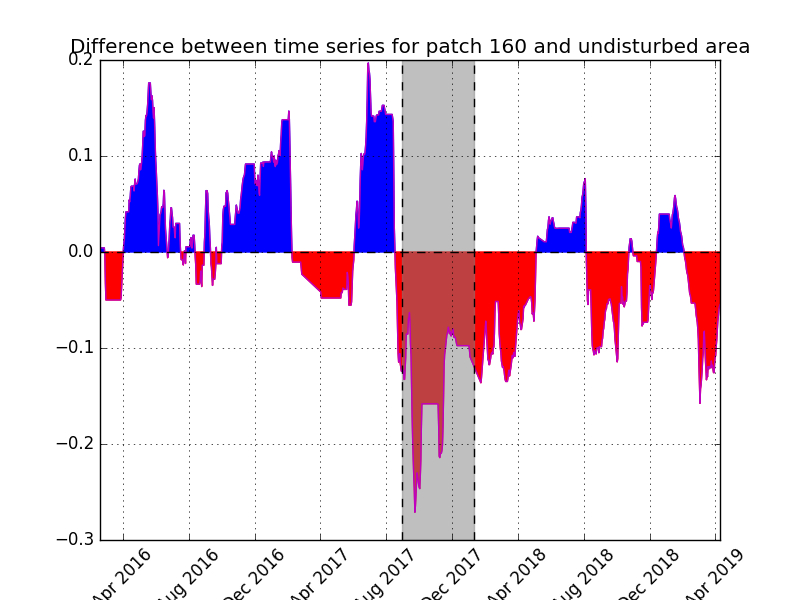 Difference between time series for patch 160 and undisturbed area
0.2
0.1
0.0
−0.1
−0.2
−0.3
Apr 2016
Aug 2016
Dec 2016
Apr 2017
Aug 2017
Dec 2017
Apr 2018
Aug 2018
Dec 2018
Apr 2019